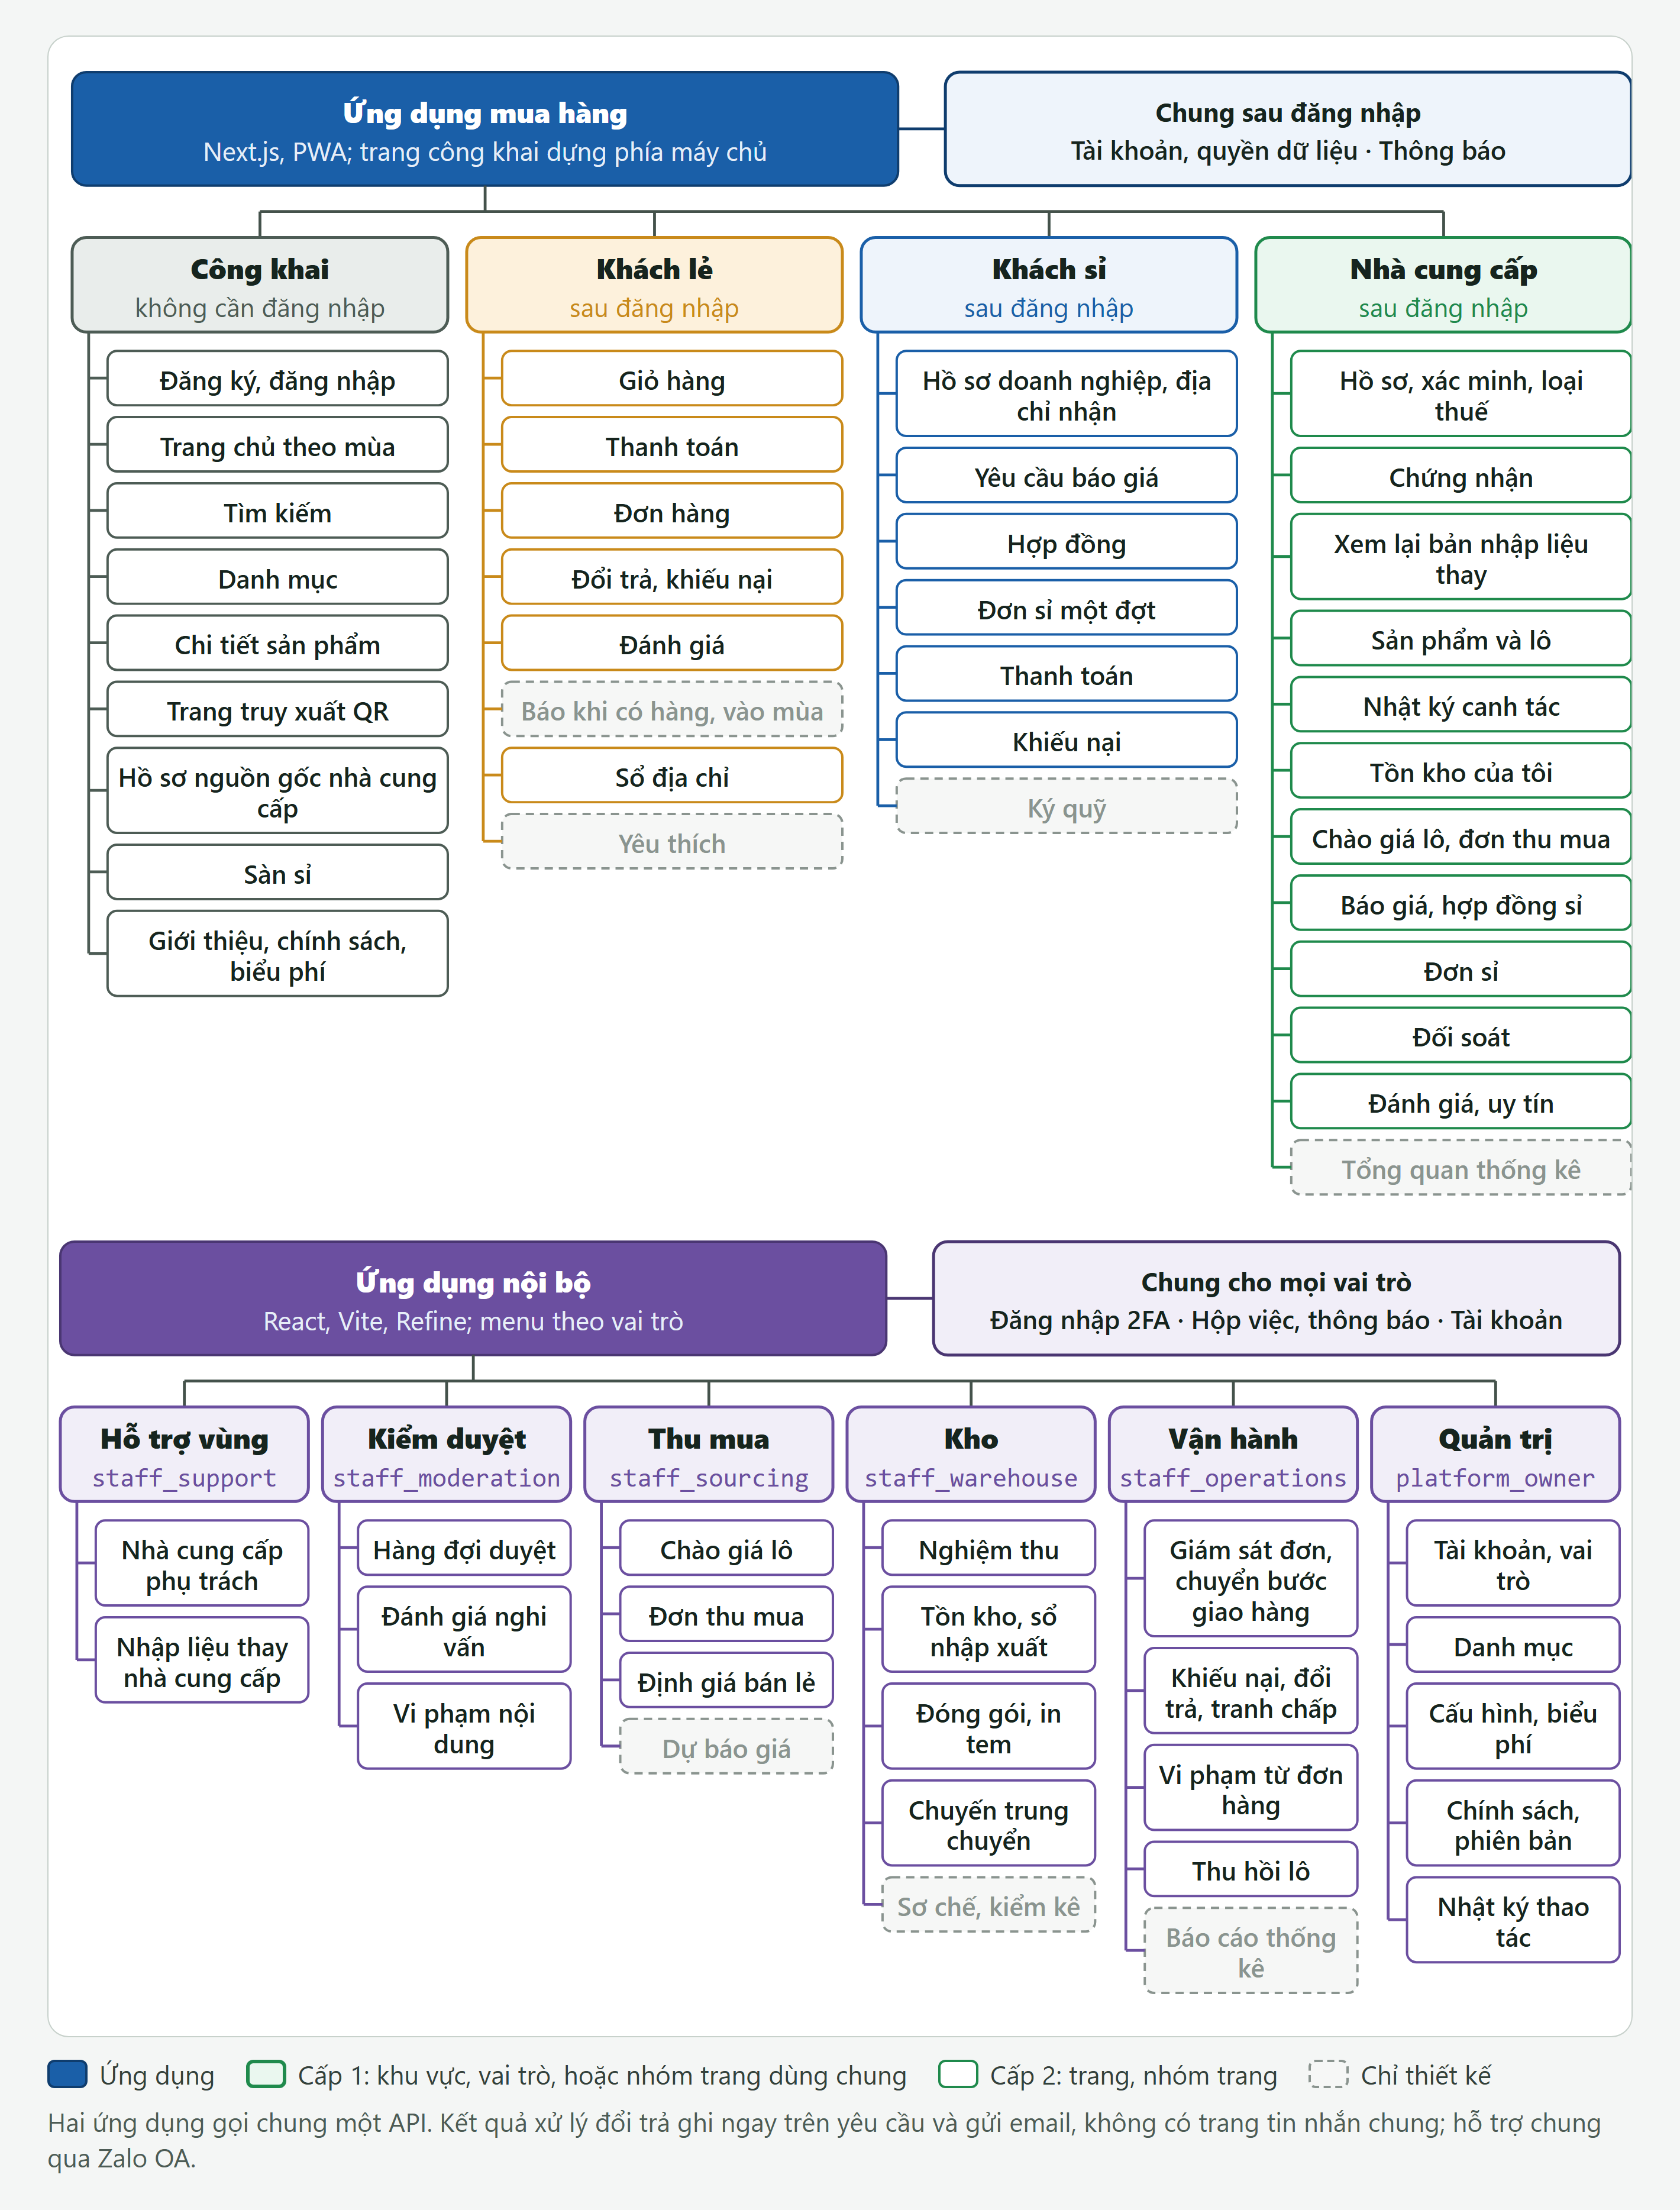 Ứng dụng mua hàng
Next.js, PWA; trang công khai dựng phía máy chủ
Chung sau đăng nhập
Tài khoản, quyền dữ liệu · Thông báo
Công khai
không cần đăng nhập
Đăng ký, đăng nhập
Trang chủ theo mùa
Tìm kiếm
Danh mục
Chi tiết sản phẩm
Trang truy xuất QR
Hồ sơ nguồn gốc nhà cung
cấp
Sàn sỉ
Giới thiệu, chính sách,
biểu phí
Khách lẻ
sau đăng nhập
Giỏ hàng
Thanh toán
Đơn hàng
Đổi trả, khiếu nại
Đánh giá
Báo khi có hàng, vào mùa
Sổ địa chỉ
Yêu thích
Khách sỉ
sau đăng nhập
Hồ sơ doanh nghiệp, địa
chỉ nhận
Yêu cầu báo giá
Hợp đồng
Đơn sỉ một đợt
Thanh toán
Khiếu nại
Ký quỹ
Nhà cung cấp
sau đăng nhập
Hồ sơ, xác minh, loại
thuế
Chứng nhận
Xem lại bản nhập liệu
thay
Sản phẩm và lô
Nhật ký canh tác
Tồn kho của tôi
Chào giá lô, đơn thu mua
Báo giá, hợp đồng sỉ
Đơn sỉ
Đối soát
Đánh giá, uy tín
Tổng quan thống kê
Ứng dụng nội bộ
React, Vite, Refine; menu theo vai trò
Chung cho mọi vai trò
Đăng nhập 2FA · Hộp việc, thông báo · Tài khoản
Hỗ trợ vùng
staff_support
Nhà cung cấp
phụ trách
Nhập liệu thay
nhà cung cấp
Kiểm duyệt
staff_moderation
Hàng đợi duyệt
Đánh giá nghi
vấn
Vi phạm nội
dung
Thu mua
staff_sourcing
Chào giá lô
Đơn thu mua
Định giá bán lẻ
Dự báo giá
Kho
staff_warehouse
Nghiệm thu
Tồn kho, sổ
nhập xuất
Đóng gói, in
tem
Chuyến trung
chuyển
Sơ chế, kiểm kê
Vận hành
staff_operations
Giám sát đơn,
chuyển bước
giao hàng
Khiếu nại, đổi
trả, tranh chấp
Vi phạm từ đơn
hàng
Thu hồi lô
Báo cáo thống
kê
Quản trị
platform_owner
Tài khoản, vai
trò
Danh mục
Cấu hình, biểu
phí
Chính sách,
phiên bản
Nhật ký thao
tác
Ứng dụng
Cấp 1: khu vực, vai trò, hoặc nhóm trang dùng chung
Cấp 2: trang, nhóm trang
Chỉ thiết kế
Hai ứng dụng gọi chung một API. Kết quả xử lý đổi trả ghi ngay trên yêu cầu và gửi email, không có trang tin nhắn chung; hỗ trợ chung
qua Zalo OA.